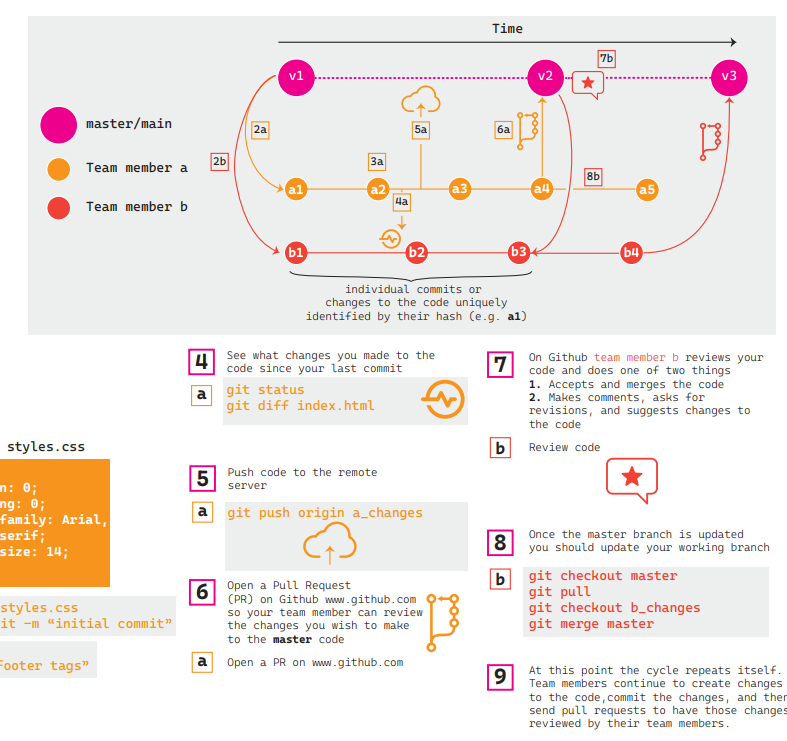 Time
7b
v1
v2
v3
master/main
2a
5a
6a
3a
2b
Team member a
8b
a1
a2
a3
a4
a5
4a
Team member b
b1
b2
b3
b4
individual commits or
changes to the code uniquely
identified by their hash (e.g. a1)
styles.css
n: 0;
ng: 0;
family: Arial,
serif;
size: 14;
styles.css
it -m “initial commit”
Footer tags”
4
See what changes you made to the
code since your last commit
a
git status
git diff index.html
5
Push code to the remote
server
a
git push origin a_changes
6
Open a Pull Request
(PR) on Github www.github.com
so your team member can review
the changes you wish to make
to the master code
a
Open a PR on www.github.com
7
On Github team member b reviews your
code and does one of two things
1. Accepts and merges the code
2. Makes comments, asks for
revisions, and suggests changes to
the code
b
Review code
8
Once the master branch is updated
you should update your working branch
b
git checkout master
git pull
git checkout b_changes
git merge master
9
At this point the cycle repeats itself.
Team members continue to create changes
to the code,commit the changes, and then
send pull requests to have those changes
reviewed by their team members.